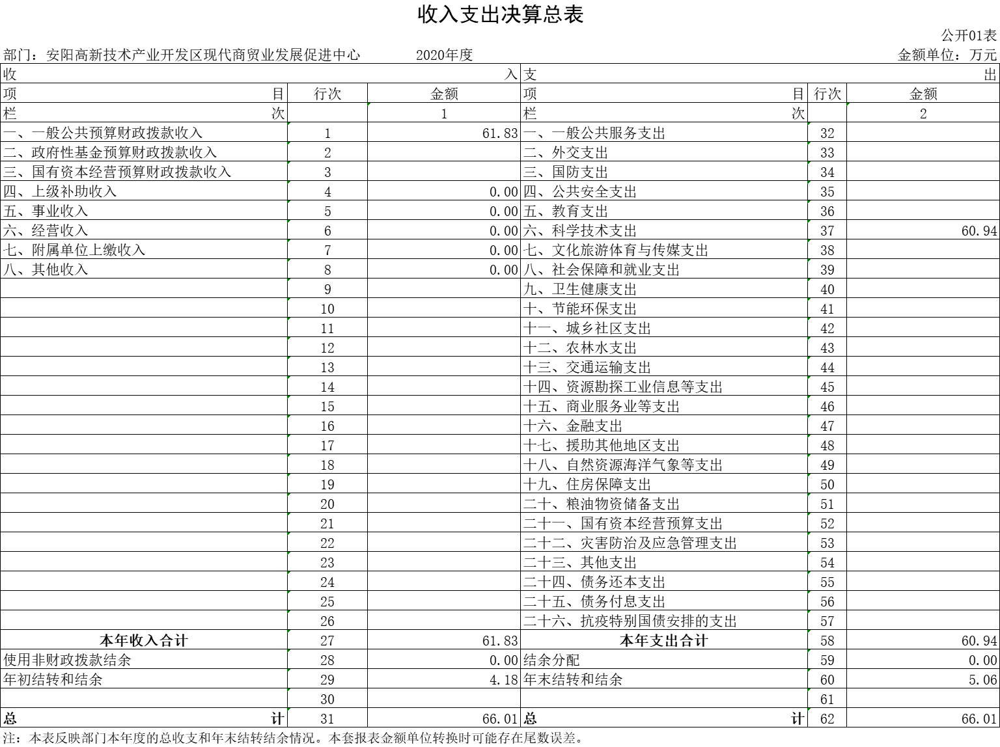 收入支出决算总表
公开01表
部门：安阳高新技术产业开发区现代商贸业发展促进中心 2020年度 金额单位：万元
收 入 支 出
项 目 行次 金额 项 目 行次 金额
栏 次 1 栏 次 2
一、一般公共预算财政拨款收入 1 61.83 一、一般公共服务支出 32
二、政府性基金预算财政拨款收入 2 二、外交支出 33
三、国有资本经营预算财政拨款收入 3 三、国防支出 34
四、上级补助收入 4 0.00 四、公共安全支出 35
五、事业收入 5 0.00 五、教育支出 36
六、经营收入 6 0.00 六、科学技术支出 37 60.94
七、附属单位上缴收入 7 0.00 七、文化旅游体育与传媒支出 38
八、其他收入 8 0.00 八、社会保障和就业支出 39
9 九、卫生健康支出 40
10 十、节能环保支出 41
11 十一、城乡社区支出 42
12 十二、农林水支出 43
13 十三、交通运输支出 44
14 十四、资源勘探工业信息等支出 45
15 十五、商业服务业等支出 46
16 十六、金融支出 47
17 十七、援助其他地区支出 48
18 十八、自然资源海洋气象等支出 49
19 十九、住房保障支出 50
20 二十、粮油物资储备支出 51
21 二十一、国有资本经营预算支出 52
22 二十二、灾害防治及应急管理支出 53
23 二十三、其他支出 54
24 二十四、债务还本支出 55
25 二十五、债务付息支出 56
26 二十六、抗疫特别国债安排的支出 57
本年收入合计 27 61.83 本年支出合计 58 60.94
使用非财政拨款结余 28 0.00 结余分配 59 0.00
年初结转和结余 29 4.18 年末结转和结余 60 5.06
30 61
总 计 31 66.01 总 计 62 66.01
注：本表反映部门本年度的总收支和年末结转结余情况。本套报表金额单位转换时可能存在尾数误差。